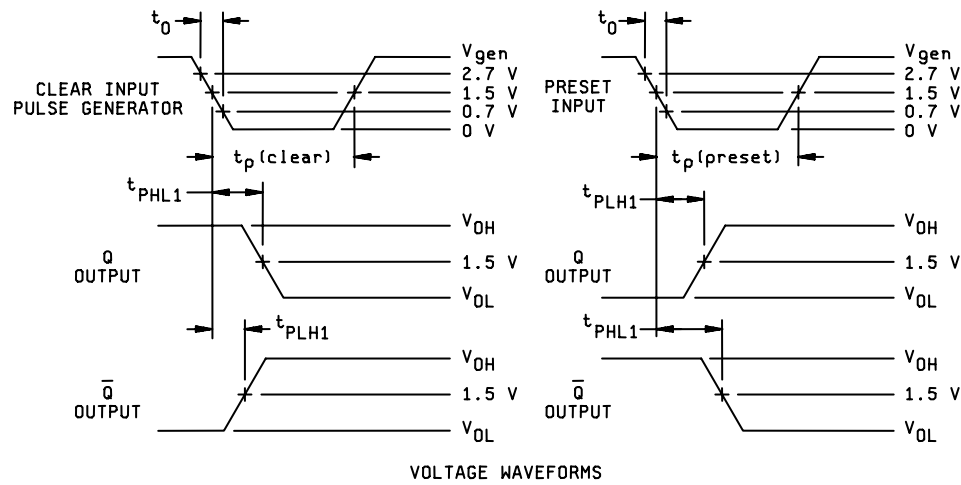 t0
Vgen
2.7 V
1.5 V
0.7 V
0 V
CLEAR INPUT
PULSE GENERATOR
tp(clear)
tPHL1
VOH
1.5 V
VOL
Q
OUTPUT
tPLH1
VOH
1.5 V
VOL
Q̅
OUTPUT
t0
Vgen
2.7 V
1.5 V
0.7 V
0 V
PRESET
INPUT
tp(preset)
tPLH1
VOH
1.5 V
VOL
Q
OUTPUT
tPHL1
VOH
1.5 V
VOL
Q̅
OUTPUT
VOLTAGE WAVEFORMS